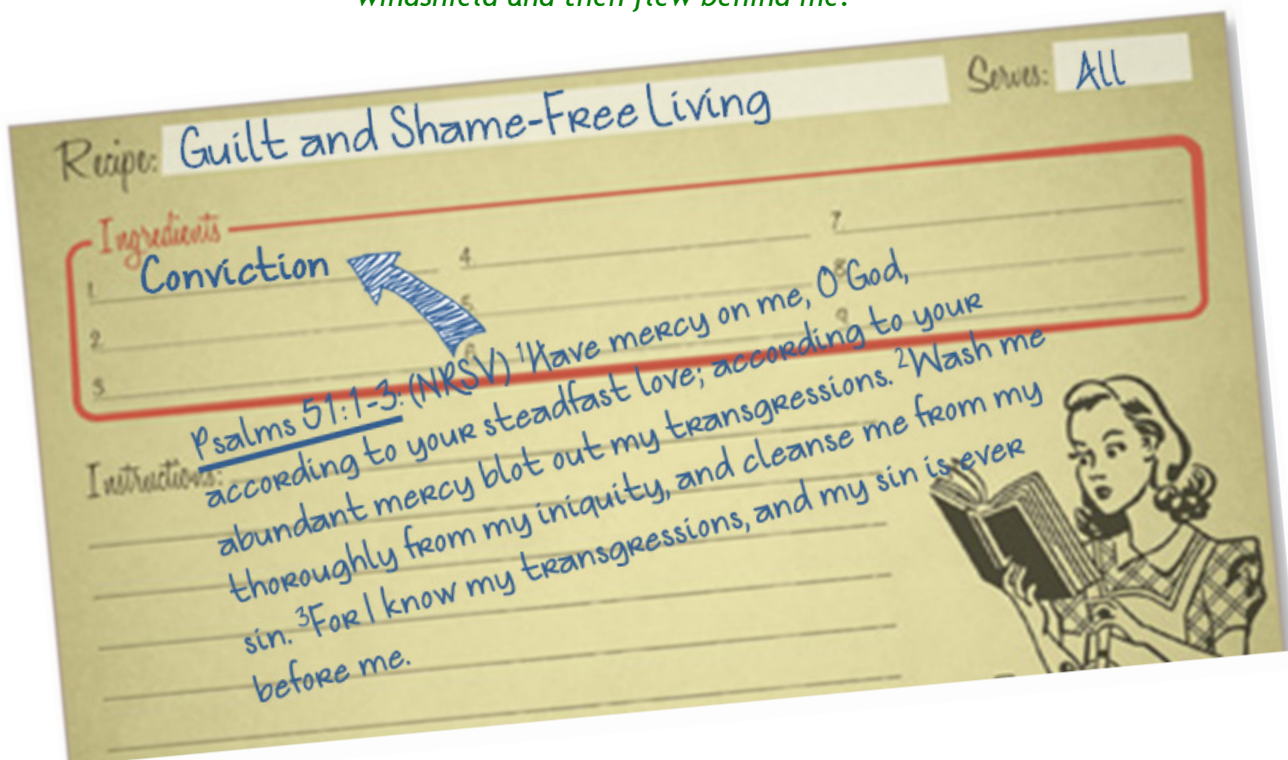 windshield and then flew behind me.
Recipe: Guilt and Shame-Free Living
Serves: All
Ingredients
1. Conviction
2.
3.
4.
5.
6.
7.
8.
9.
Psalms 51:1-3: (NRSV) ¹Have mercy on me, O God,
according to your steadfast love; according to your
abundant mercy blot out my transgressions. ²Wash me
thoroughly from my iniquity, and cleanse me from my
sin. ³For I know my transgressions, and my sin is ever
before me.
Instructions: